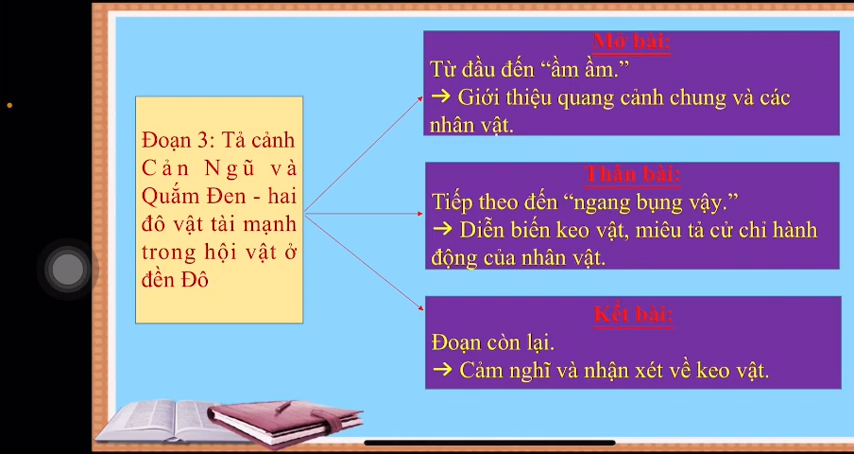 Đoạn 3: Tả cảnh
Cản Ngũ và
Quắm Đen - hai
đô vật tài mạnh
trong hội vật ở
đền Đô
Mở bài:
Từ đầu đến “ầm ầm.”
→ Giới thiệu quang cảnh chung và các
nhân vật.
Thân bài:
Tiếp theo đến “ngang bụng vậy.”
→ Diễn biến keo vật, miêu tả cử chỉ hành
động của nhân vật.
Kết bài:
Đoạn còn lại.
→ Cảm nghĩ và nhận xét về keo vật.